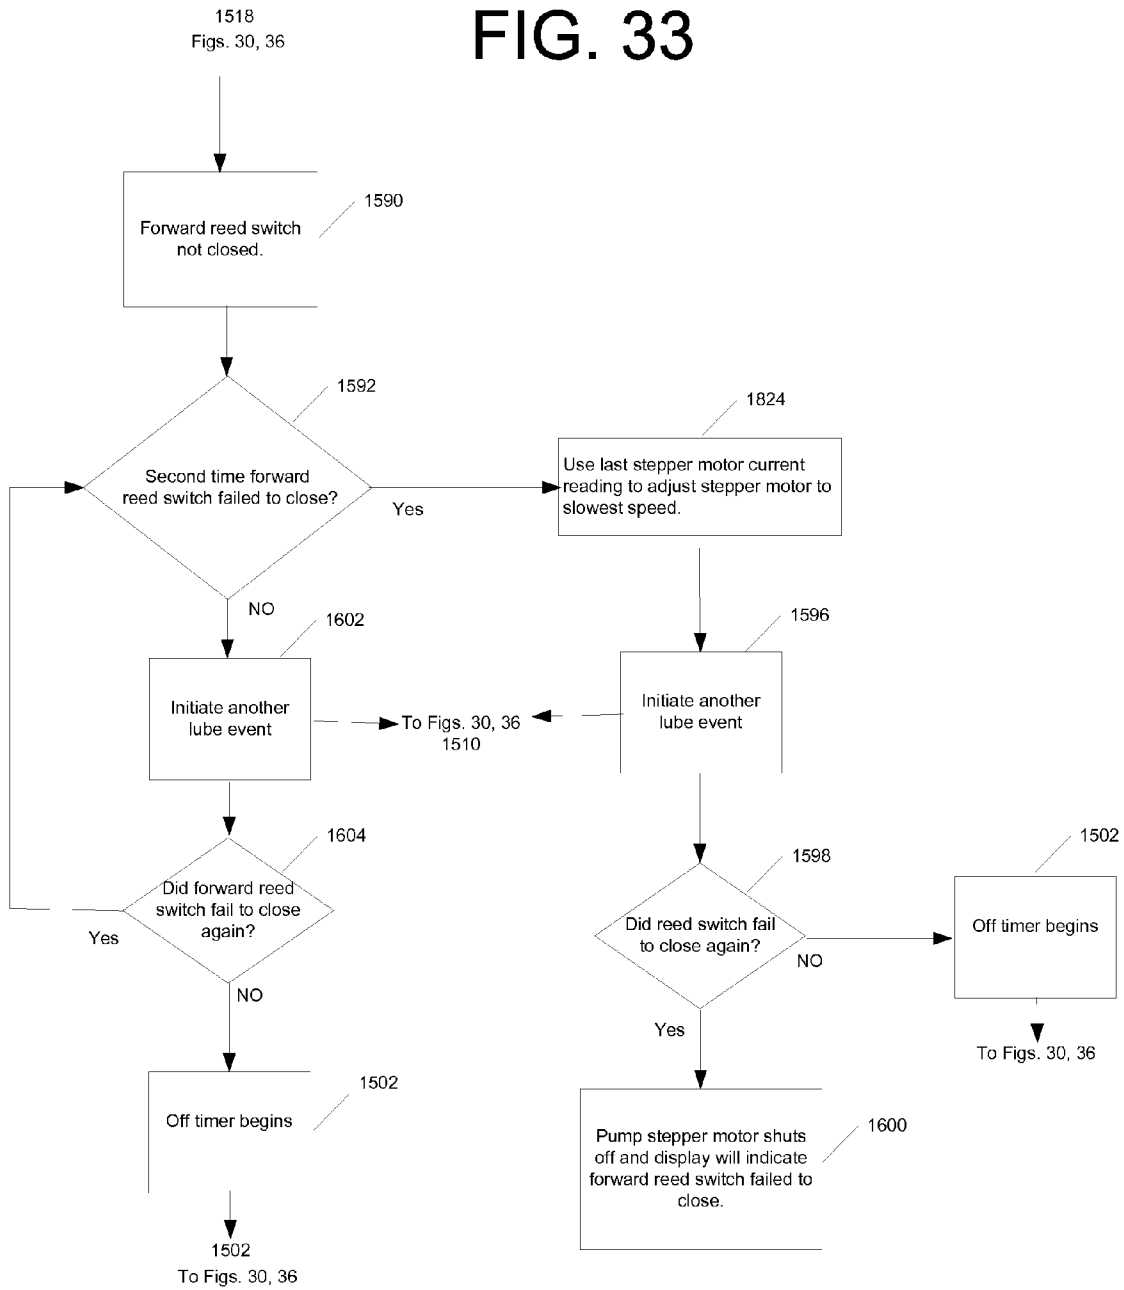 FIG. 33
1518
Figs. 30, 36
1590
Forward reed switch
not closed.
1592
Second time forward
reed switch failed to close?
Yes
NO
1824
Use last stepper motor current
reading to adjust stepper motor to
slowest speed.
1602
Initiate another
lube event
To Figs. 30, 36
1510
1596
Initiate another
lube event
1604
Did forward reed
switch fail to close
again?
Yes
NO
1598
Did reed switch fail
to close again?
NO
Yes
1502
Off timer begins
To Figs. 30, 36
1502
Off timer begins
1502
To Figs. 30, 36
1600
Pump stepper motor shuts
off and display will indicate
forward reed switch failed to
close.